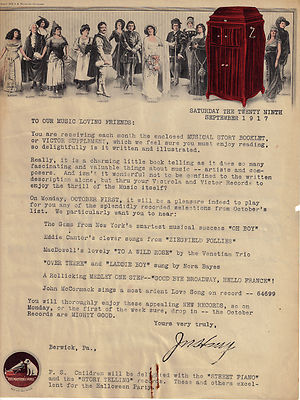 SATURDAY THE TWENTY NINTH
SEPTEMBER 1917
TO OUR MUSIC LOVING FRIENDS:
You are receiving each month the enclosed MUSICAL STORY BOOKLET
or VICTOR SUPPLEMENT, which we feel sure you must enjoy reading,
so delightfully is it written and illustrated.
Really, it is a charming little book telling as it does so many
fascinating and valuable things about music -- artists and com-
posers. And isn't it wonderful not to be confined to the written
description alone, but thru your Victrola and Victor Records to
enjoy the thrill of the Music itself?
On Monday, OCTOBER FIRST, it will be a pleasure indeed to play
for you any of the splendidly recorded selections from October's
list. We particularly want you to hear:
The Gems from New York's smartest musical success "OH BOY"
Eddie Cantor's clever songs from "ZIEGFIELD FOLLIES"
MacDowell's lovely "TO A WILD ROSE" by the Venetian Trio
"OVER THERE" and "LADDIE BOY" sung by Nora Bayes
A Rollicking MEDLEY ONE STEP--"GOOD BYE BROADWAY, HELLO FRANCE"!
John McCormack sings a most ardent Love Song on record -- 64699
You will thoroughly enjoy these appealing NEW RECORDS, so on
Monday, or the first of the week sure, drop in -- the October
Records are MIGHTY GOOD.
Yours very truly,
Berwick, Pa.,
P. S. Children will be delighted with the "STREET PIANO"
and the "STORY TELLING" records. These and others excel-
lent for the Halloween Party.